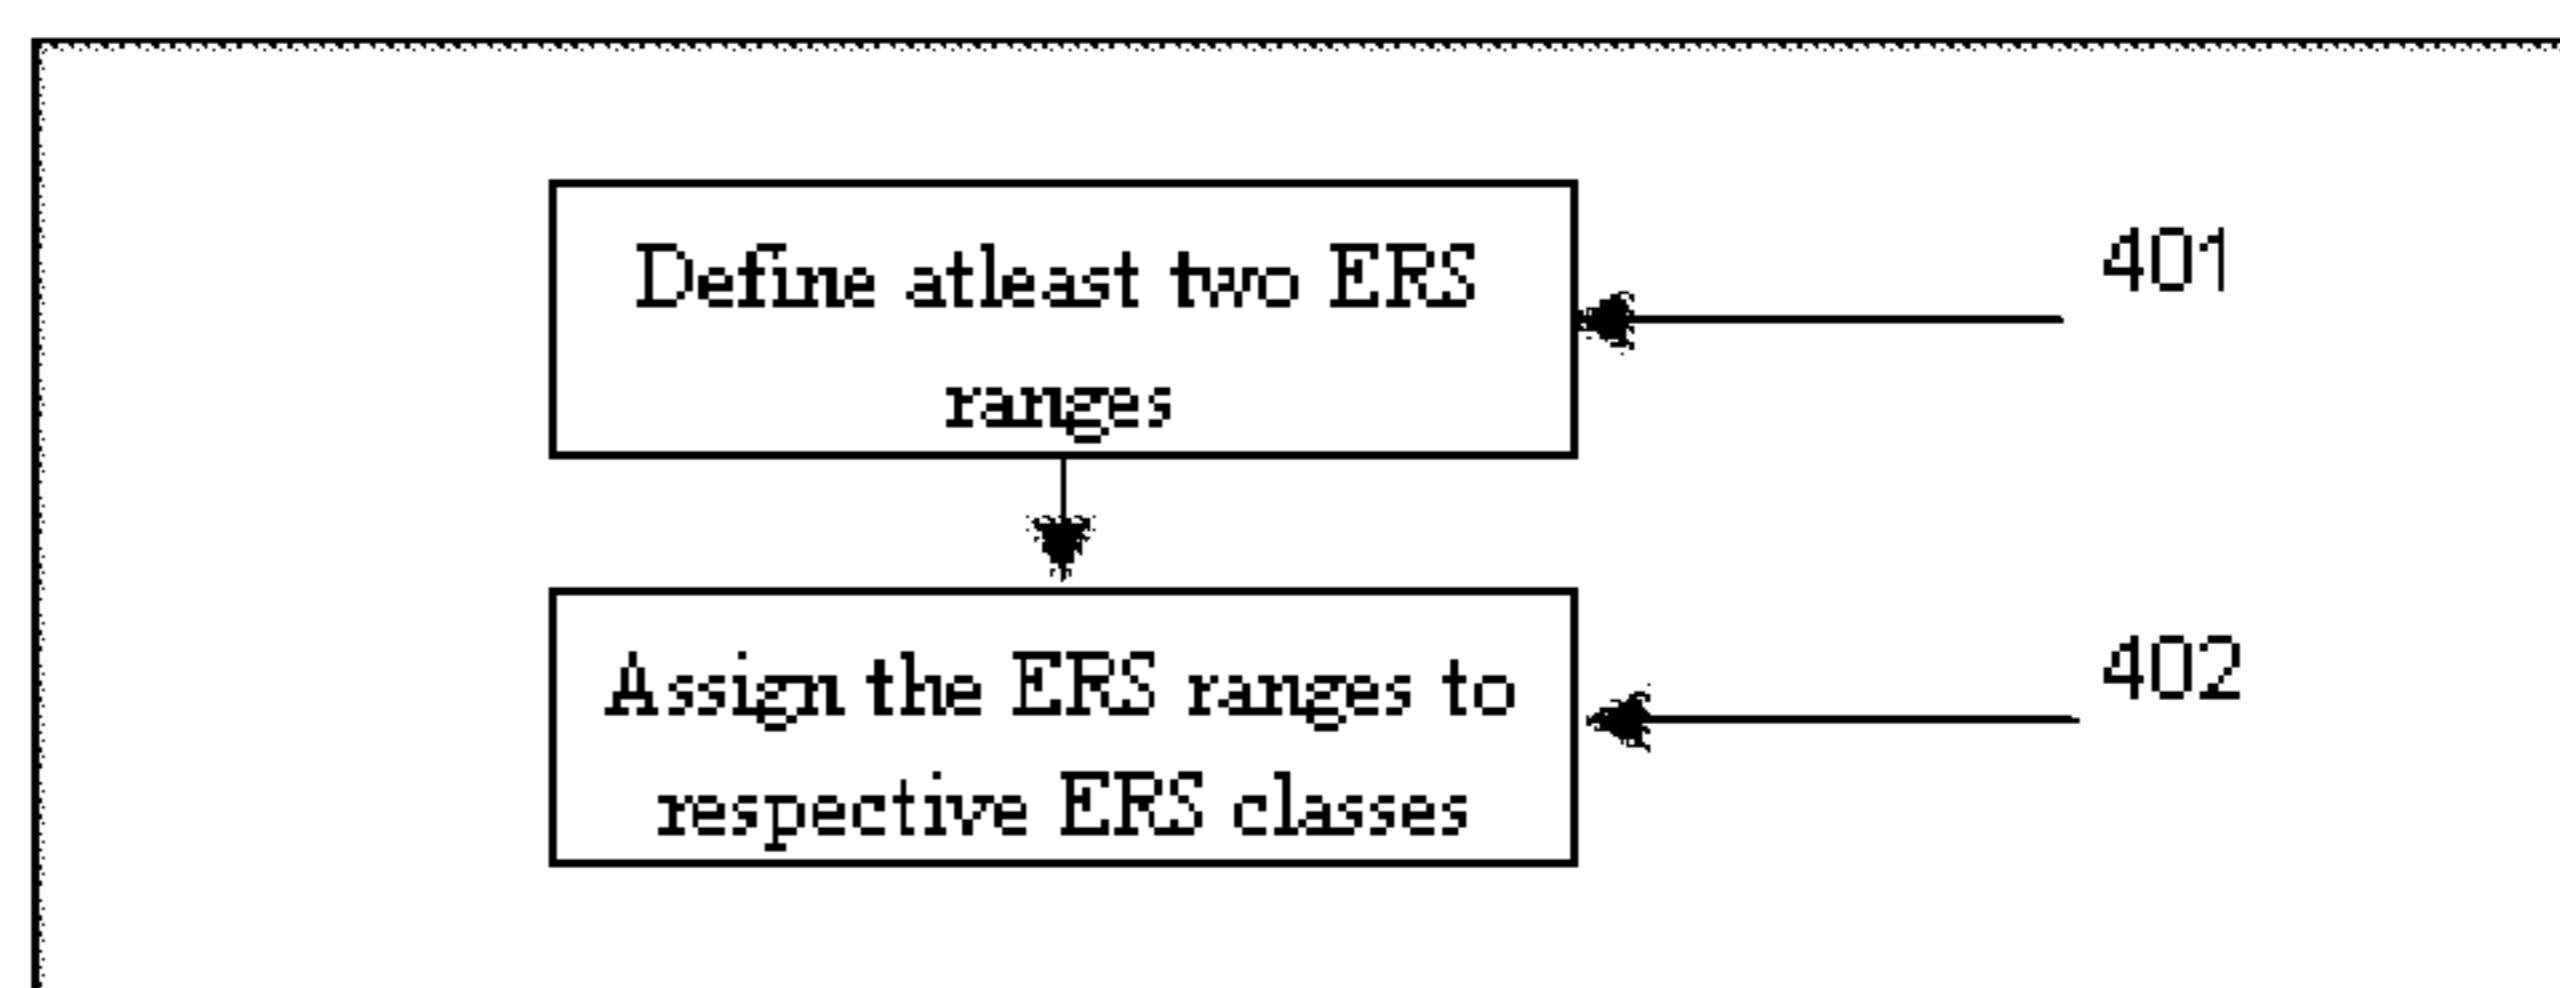 Define atleast two ERS
ranges
401
Assign the ERS ranges to
respective ERS classes
402